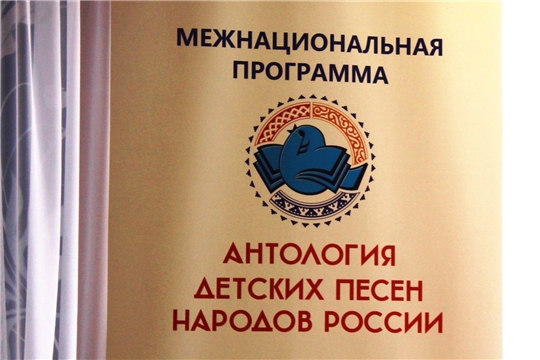 МЕЖНАЦИОНАЛЬНАЯ
ПРОГРАММА
АНТОЛОГИЯ
ДЕТСКИХ ПЕСЕН
НАРОДОВ РОССИИ